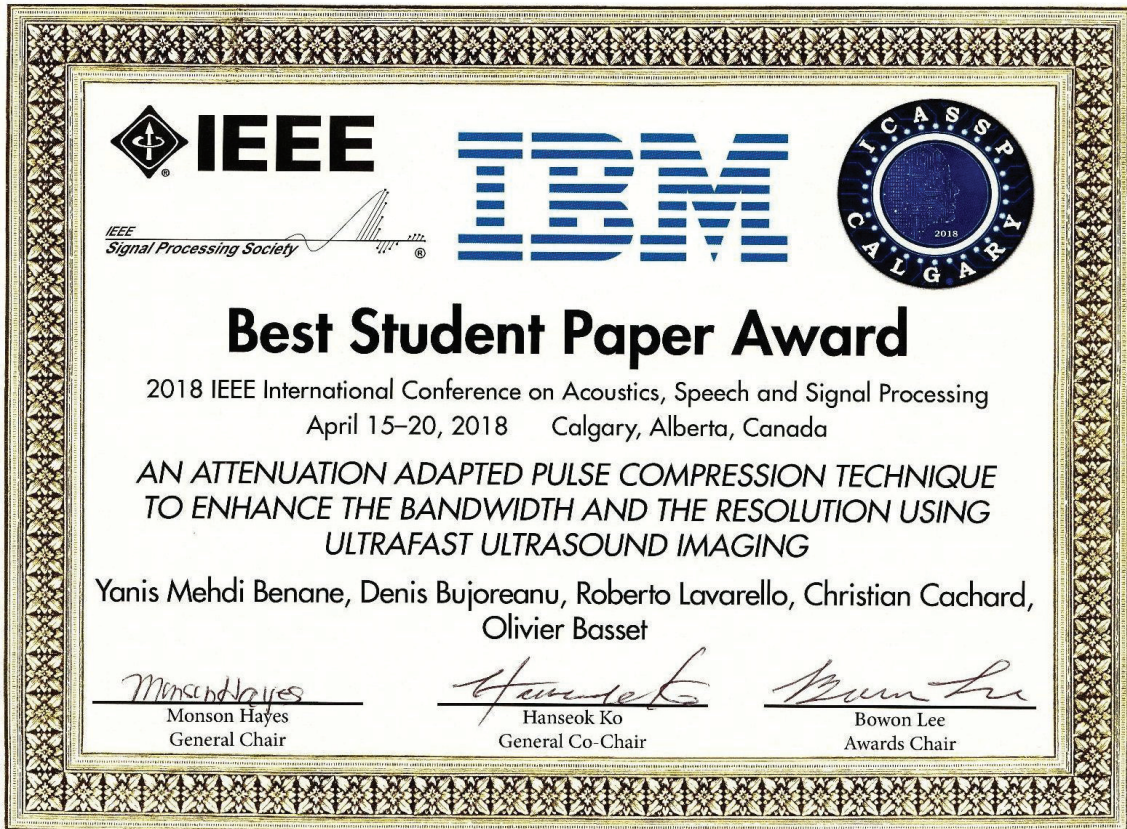 IEEE
IEEE
Signal Processing Society
®
®
IBM
ICASSP
2018
CALGARY
Best Student Paper Award
2018 IEEE International Conference on Acoustics, Speech and Signal Processing
April 15–20, 2018 Calgary, Alberta, Canada
AN ATTENUATION ADAPTED PULSE COMPRESSION TECHNIQUE
TO ENHANCE THE BANDWIDTH AND THE RESOLUTION USING
ULTRAFAST ULTRASOUND IMAGING
Yanis Mehdi Benane, Denis Bujoreanu, Roberto Lavarello, Christian Cachard,
Olivier Basset
Monson Hayes
Monson Hayes
General Chair
Hanseok Ko
General Co-Chair
Bowon Lee
Awards Chair